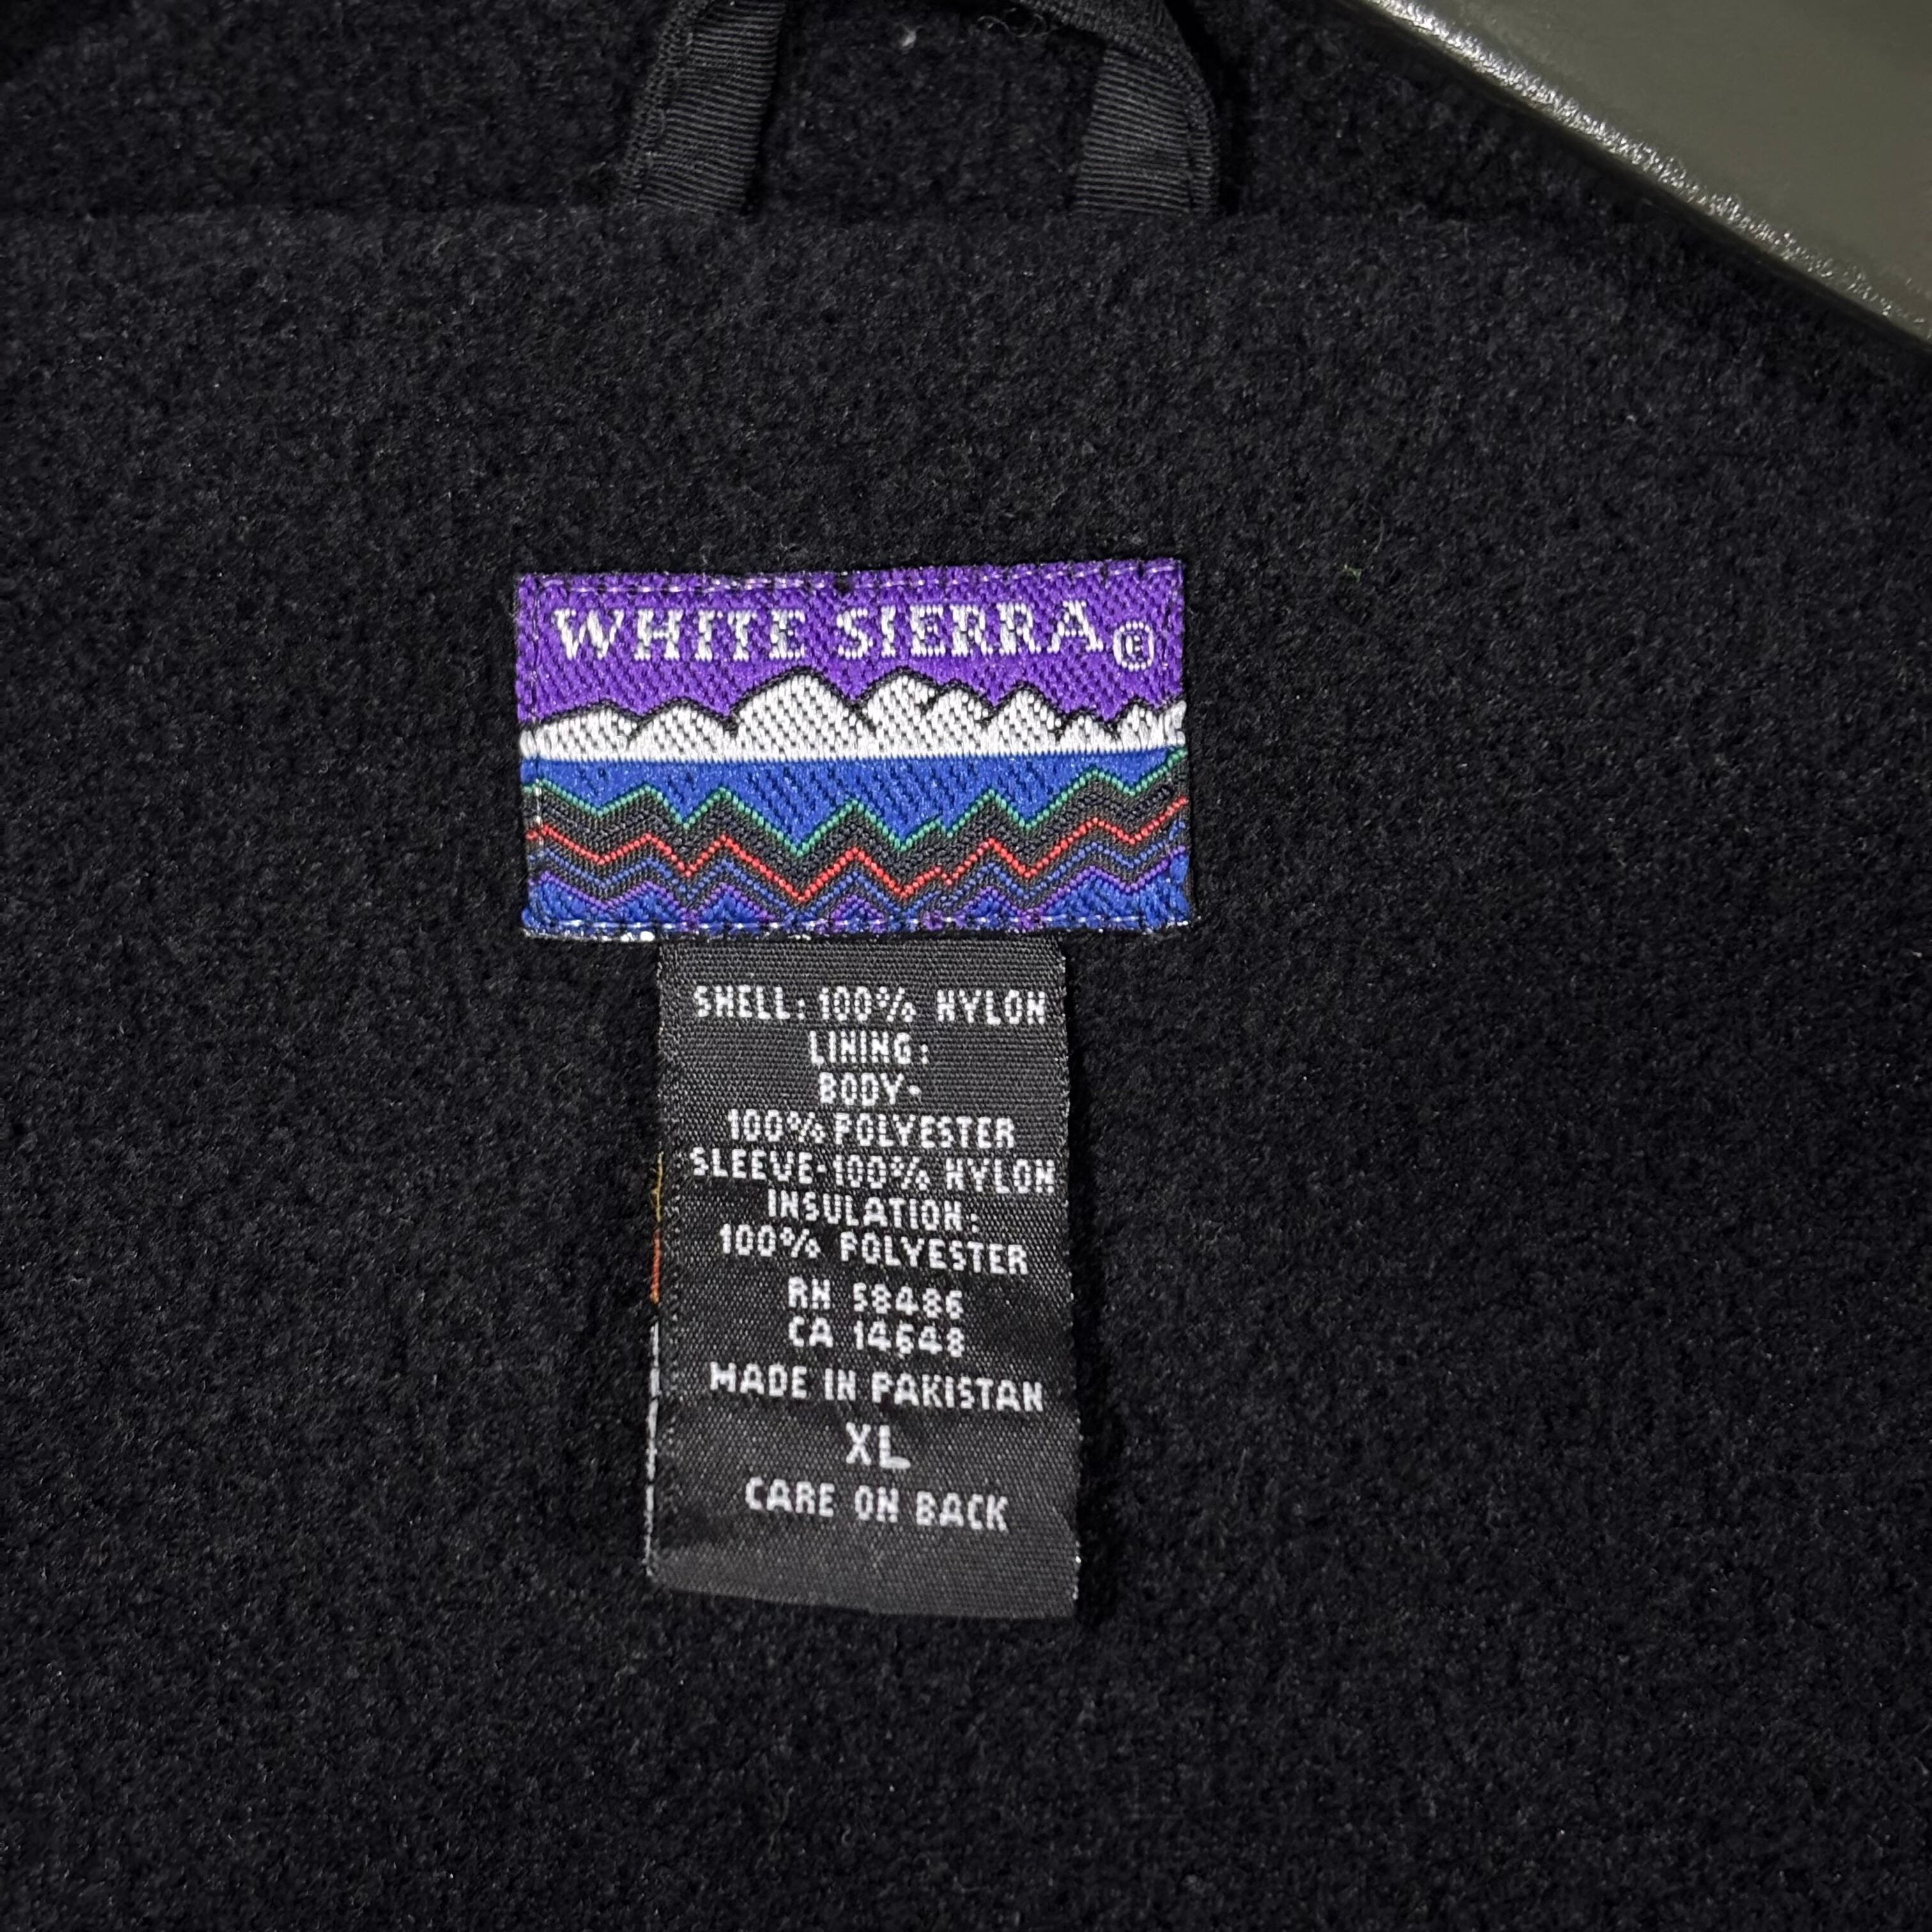 WHITE SIERRA®
SHELL: 100% NYLON
LINING:
BODY-
100% POLYESTER
SLEEVE-100% NYLON
INSULATION:
100% POLYESTER
RN 58486
CA 14648
MADE IN PAKISTAN
XL
CARE ON BACK